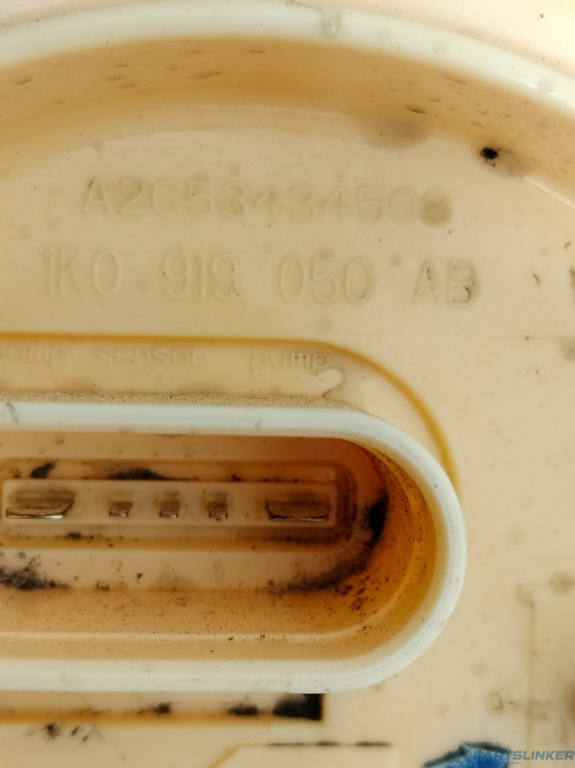 A2C53434508
1K0 919 050 AB
pump sensor pump
PARTSLINKER